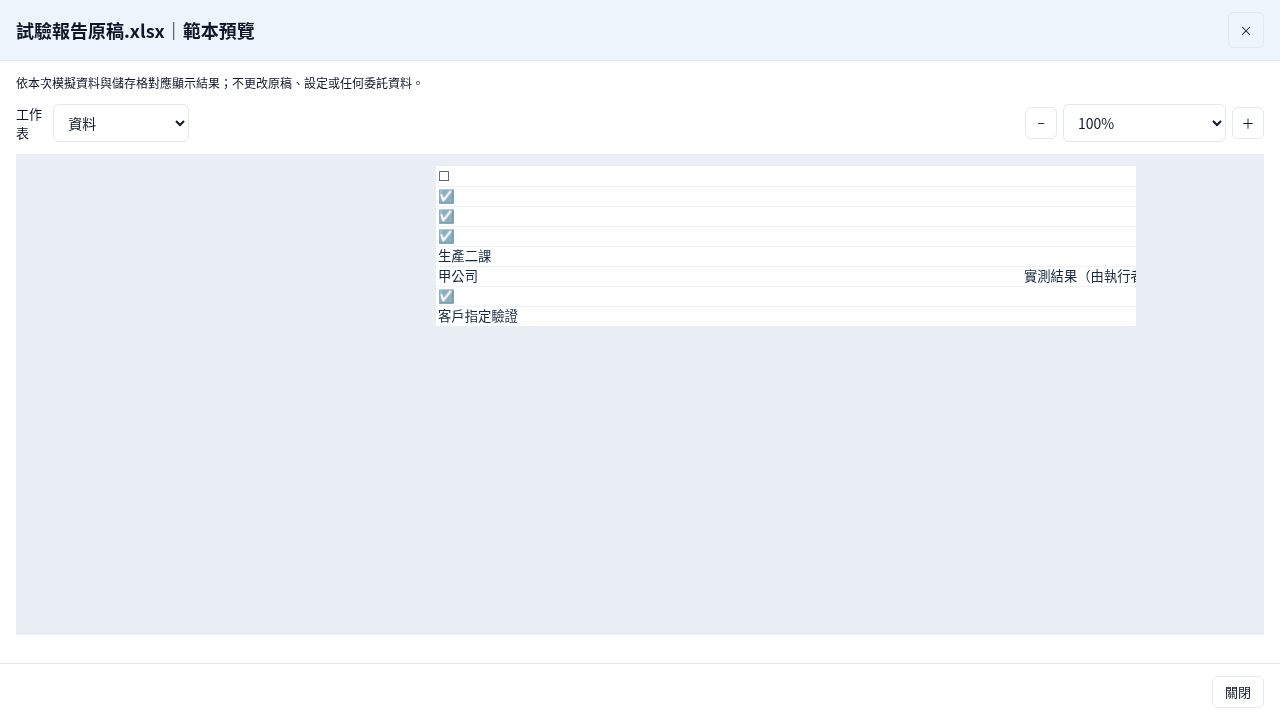 試驗報告原稿.xlsx｜範本預覽
×
依本次模擬資料與儲存格對應顯示結果；不更改原稿、設定或任何委託資料。
工作表
資料
−
100%
＋
☐
☑
☑
☑
生產二課
甲公司 實測結果（由執行
☑
客戶指定驗證
關閉